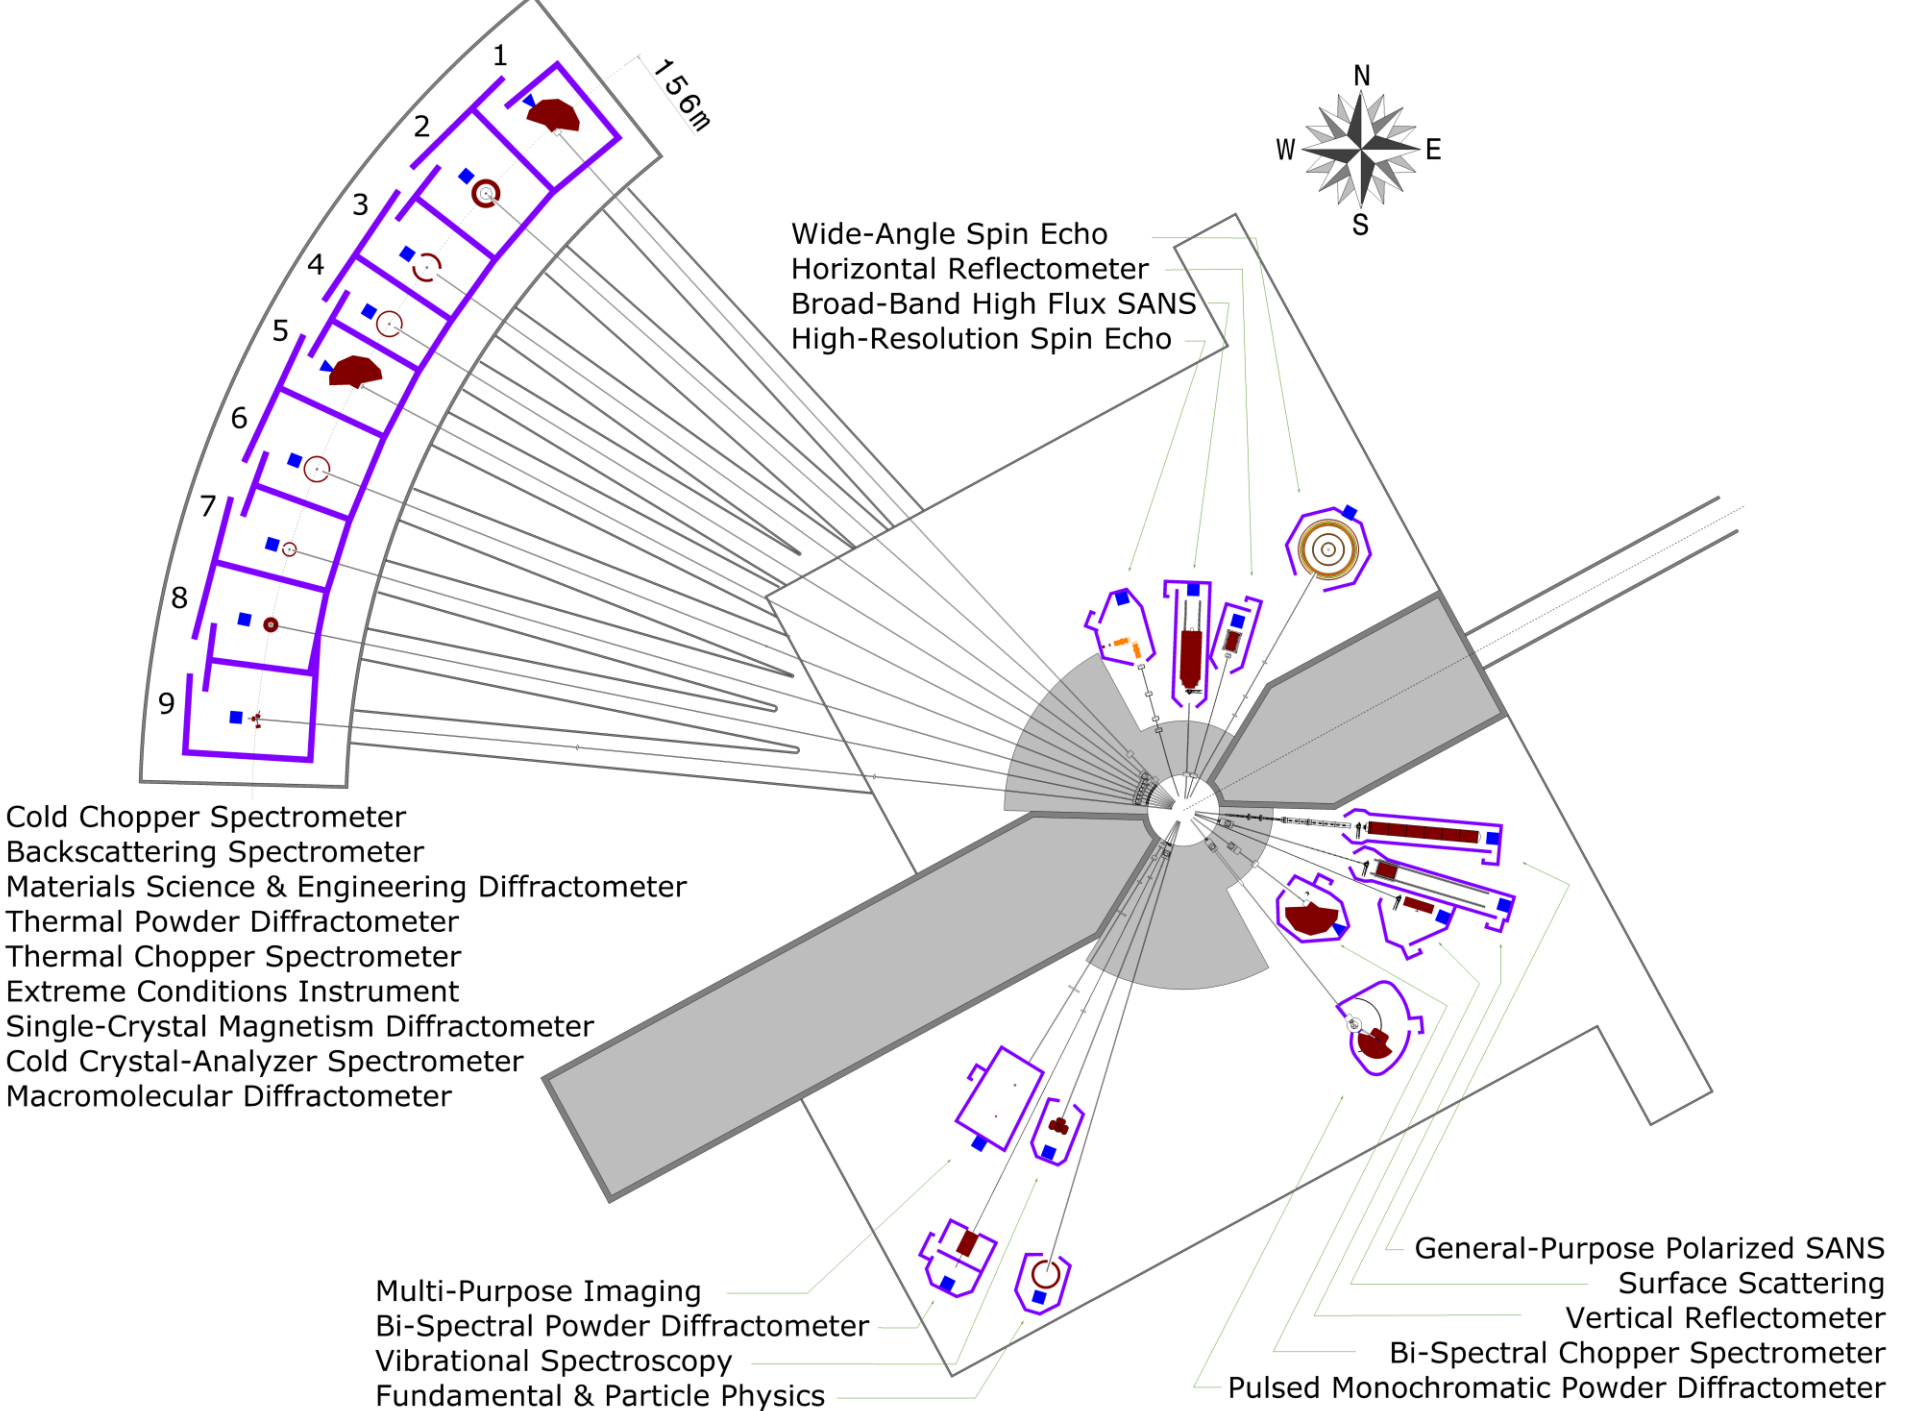 1
2
3
4
5
6
7
8
9
156m
N
W
E
S
Wide-Angle Spin Echo
Horizontal Reflectometer
Broad-Band High Flux SANS
High-Resolution Spin Echo
Cold Chopper Spectrometer
Backscattering Spectrometer
Materials Science & Engineering Diffractometer
Thermal Powder Diffractometer
Thermal Chopper Spectrometer
Extreme Conditions Instrument
Single-Crystal Magnetism Diffractometer
Cold Crystal-Analyzer Spectrometer
Macromolecular Diffractometer
Multi-Purpose Imaging
Bi-Spectral Powder Diffractometer
Vibrational Spectroscopy
Fundamental & Particle Physics
General-Purpose Polarized SANS
Surface Scattering
Vertical Reflectometer
Bi-Spectral Chopper Spectrometer
Pulsed Monochromatic Powder Diffractometer